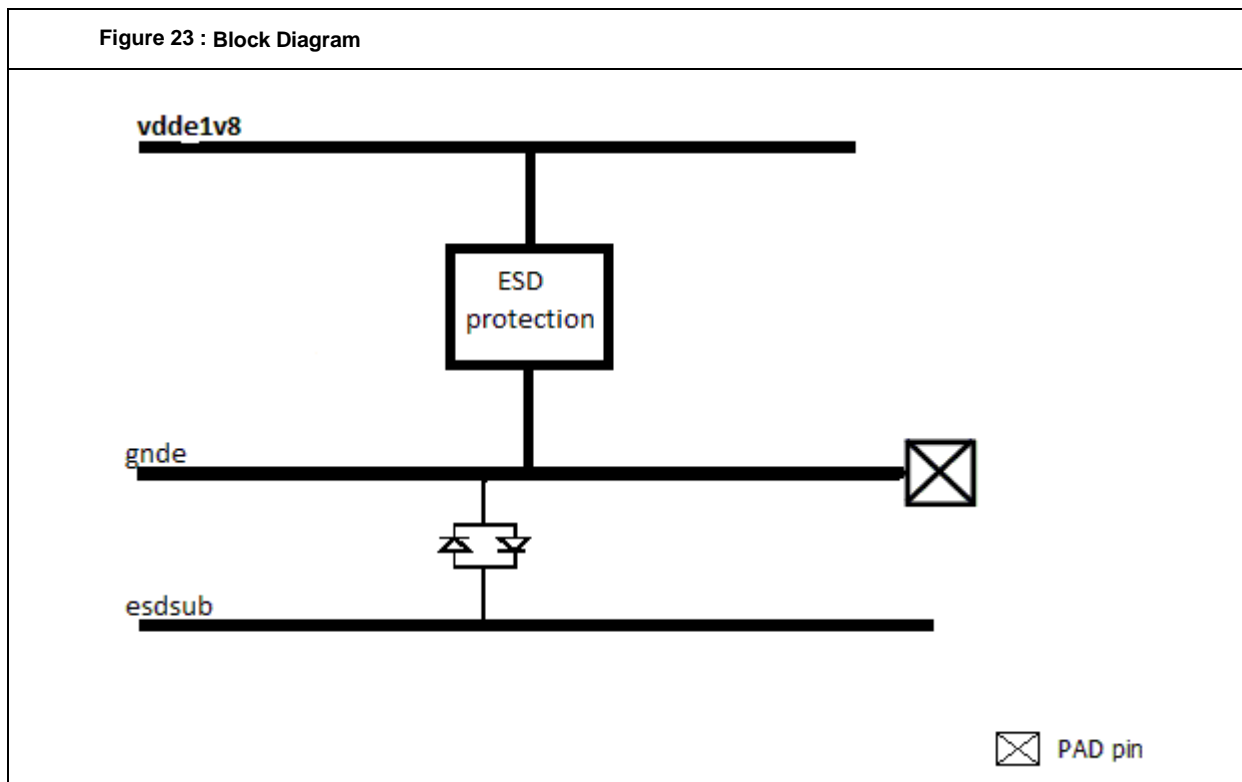 Figure 23 : Block Diagram
vdde1v8
ESD
protection
gnde
esdsub
PAD pin